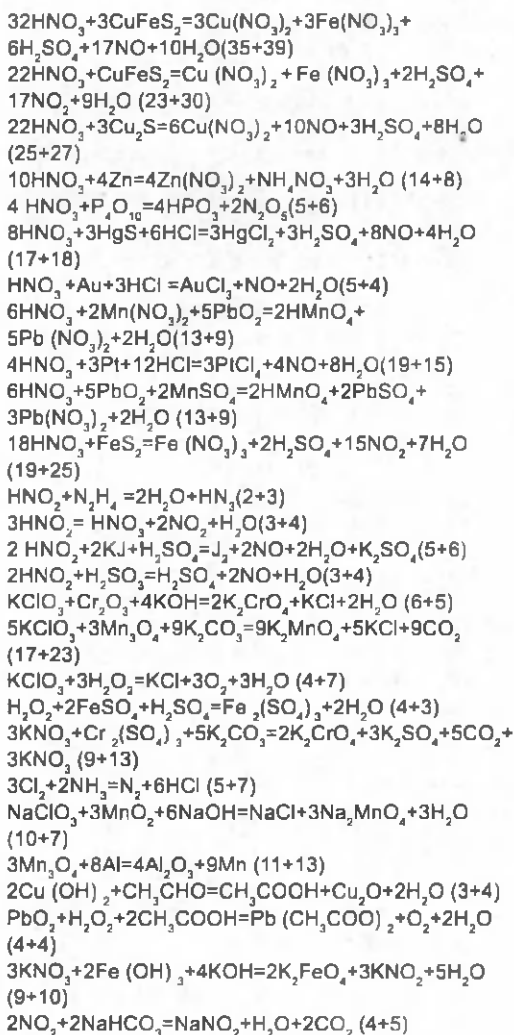 32HNO₃+3CuFeS₂=3Cu(NO₃)₂+3Fe(NO₃)₃+
6H₂SO₄+17NO+10H₂O(35+39)
22HNO₃+CuFeS₂=Cu (NO₃)₂+Fe (NO₃)₃+2H₂SO₄+
17NO₂+9H₂O (23+30)
22HNO₃+3Cu₂S=6Cu(NO₃)₂+10NO+3H₂SO₄+8H₂O
(25+27)
10HNO₃+4Zn=4Zn(NO₃)₂+NH₄NO₃+3H₂O (14+8)
4 HNO₃+P₄O₁₀=4HPO₃+2N₂O₅(5+6)
8HNO₃+3HgS+6HCl=3HgCl₂+3H₂SO₄+8NO+4H₂O
(17+18)
HNO₃+Au+3HCl =AuCl₃+NO+2H₂O(5+4)
6HNO₃+2Mn(NO₃)₂+5PbO₂=2HMnO₄+
5Pb (NO₃)₂+2H₂O(13+9)
4HNO₃+3Pt+12HCl=3PtCl₄+4NO+8H₂O(19+15)
6HNO₃+5PbO₂+2MnSO₄=2HMnO₄+2PbSO₄+
3Pb(NO₃)₂+2H₂O (13+9)
18HNO₃+FeS₂=Fe (NO₃)₃+2H₂SO₄+15NO₂+7H₂O
(19+25)
HNO₂+N₂H₄ =2H₂O+HN₃(2+3)
3HNO₂= HNO₃+2NO₂+H₂O(3+4)
2 HNO₂+2KJ+H₂SO₄=J₂+2NO+2H₂O+K₂SO₄(5+6)
2HNO₂+H₂SO₃=H₂SO₄+2NO+H₂O(3+4)
KClO₃+Cr₂O₃+4KOH=2K₂CrO₄+KCl+2H₂O (6+5)
5KClO₃+3Mn₃O₄+9K₂CO₃=9K₂MnO₄+5KCl+9CO₂
(17+23)
KClO₃+3H₂O₂=KCl+3O₂+3H₂O (4+7)
H₂O₂+2FeSO₄+H₂SO₄=Fe ₂(SO₄)₃+2H₂O (4+3)
3KNO₃+Cr ₂(SO₄) ₃+5K₂CO₃=2K₂CrO₄+3K₂SO₄+5CO₂+
3KNO₃ (9+13)
3Cl₂+2NH₃=N₂+6HCl (5+7)
NaClO₃+3MnO₂+6NaOH=NaCl+3Na₂MnO₄+3H₂O
(10+7)
3Mn₃O₄+8Al=4Al₂O₃+9Mn (11+13)
2Cu (OH) ₂+CH₃CHO=CH₃COOH+Cu₂O+2H₂O (3+4)
PbO₂+H₂O₂+2CH₃COOH=Pb (CH₃COO) ₂+O₂+2H₂O
(4+4)
3KNO₃+2Fe (OH) ₃+4KOH=2K₂FeO₄+3KNO₂+5H₂O
(9+10)
2NO₂+2NaHCO₃=NaNO₂+H₂O+2CO₂ (4+5)